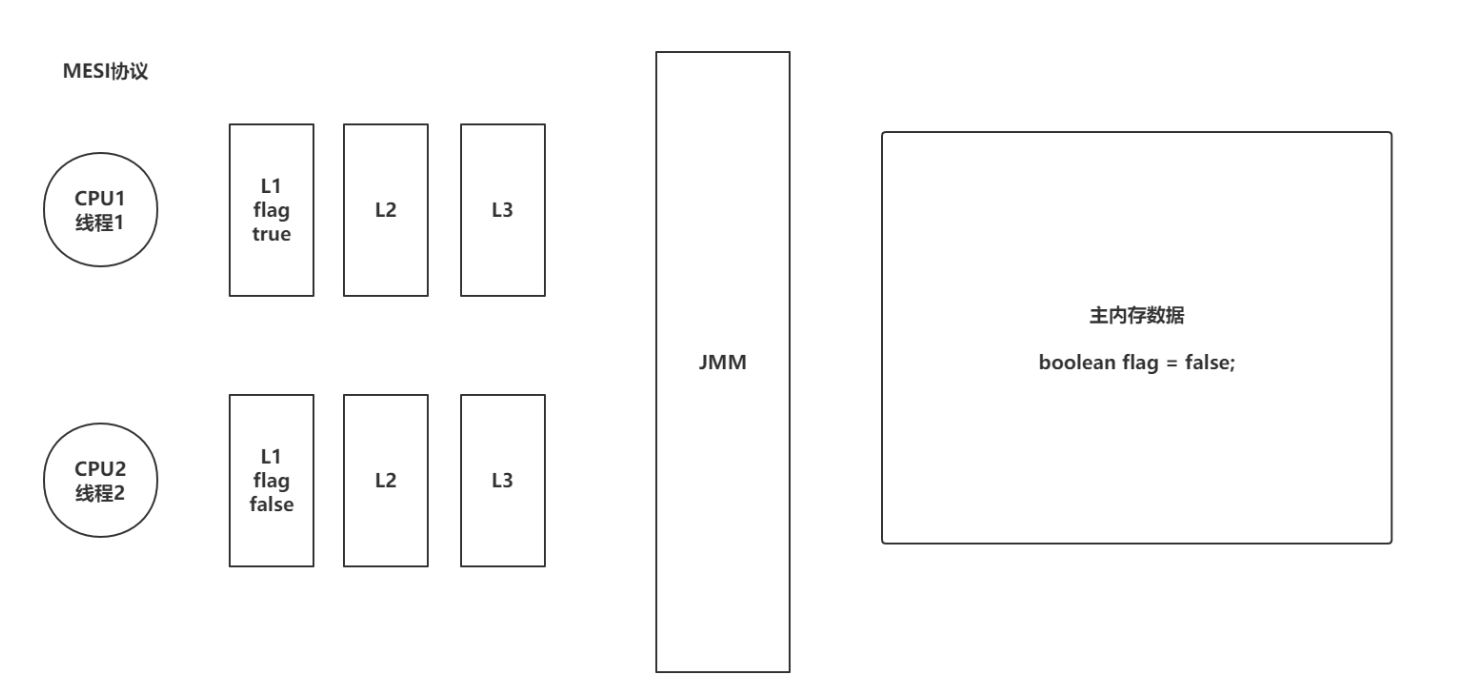 MESI协议
CPU1
线程1
L1
flag
true
L2
L3
CPU2
线程2
L1
flag
false
L2
L3
JMM
主内存数据
boolean flag = false;